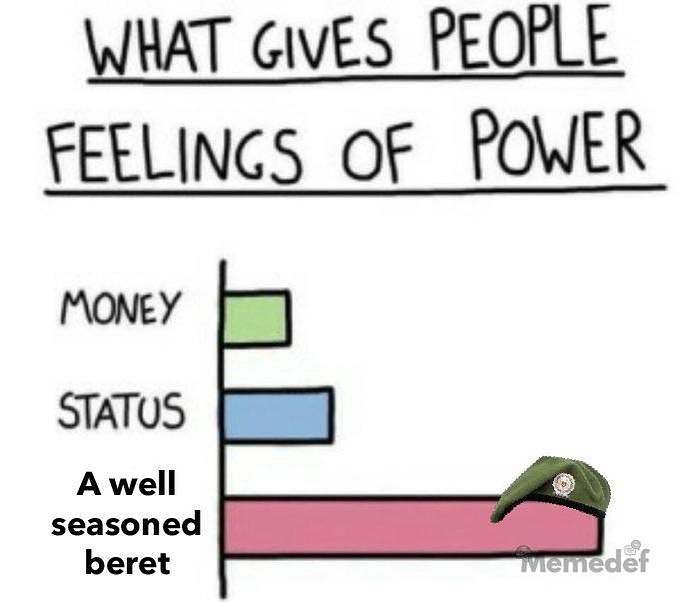 WHAT GIVES PEOPLE
FEELINGS OF POWER
MONEY
STATUS
A well
seasoned
beret
Memedef